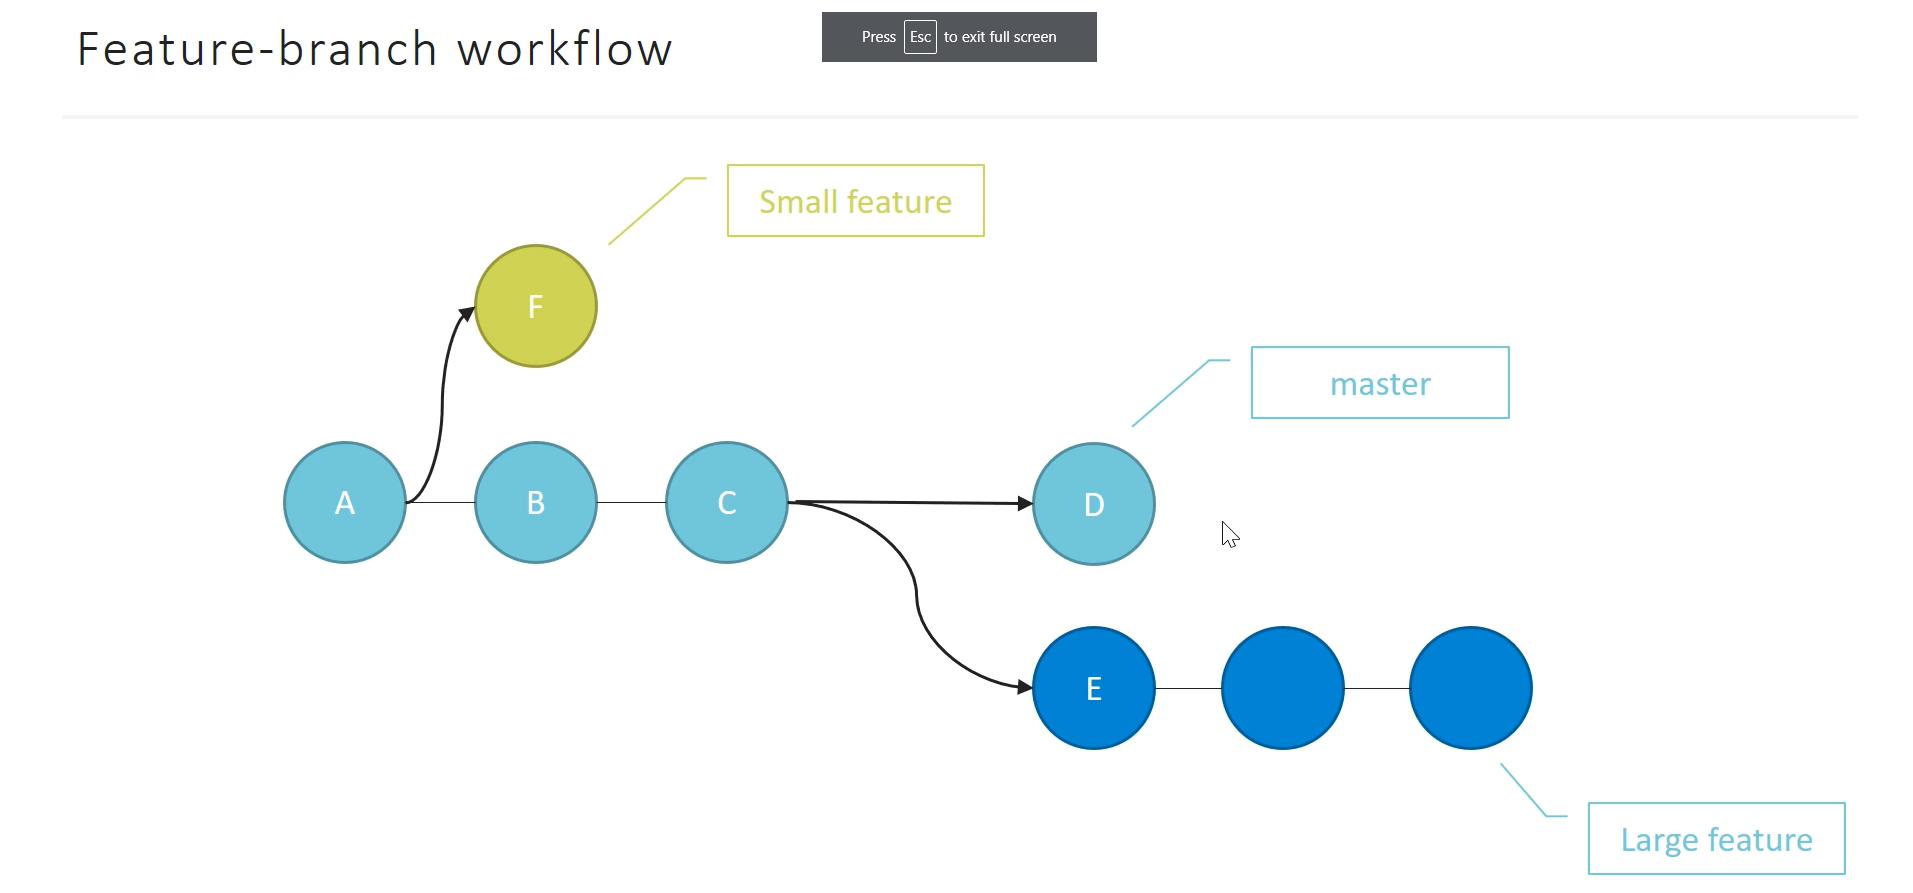 Feature-branch workflow
Press Esc to exit full screen
Small feature
F
master
A
B
C
D
E
Large feature